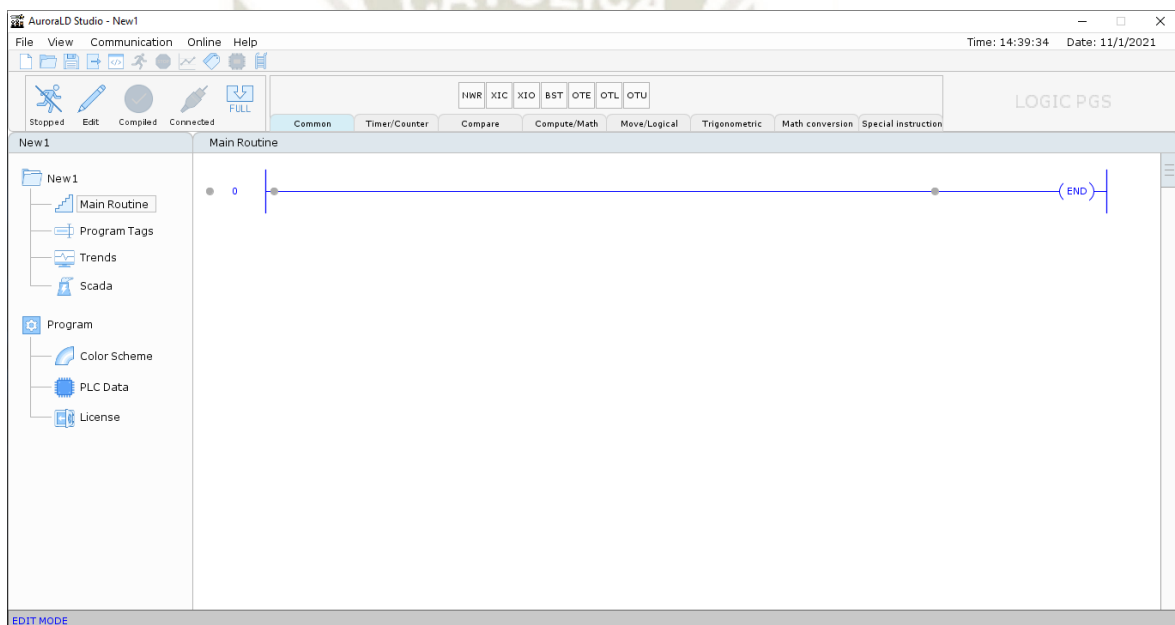 AuroraLD Studio - New1
File View Communication Online Help
Time: 14:39:34 Date: 11/1/2021
FULL
Stopped Edit Compiled Connected
NWR XIC XIO BST OTE OTL OTU
Common Timer/Counter Compare Compute/Math Move/Logical Trigonometric Math conversion Special instruction
LOGIC PGS
New1
Main Routine
New1
Main Routine
Program Tags
Trends
Scada
Program
Color Scheme
PLC Data
License
0
END
EDIT MODE